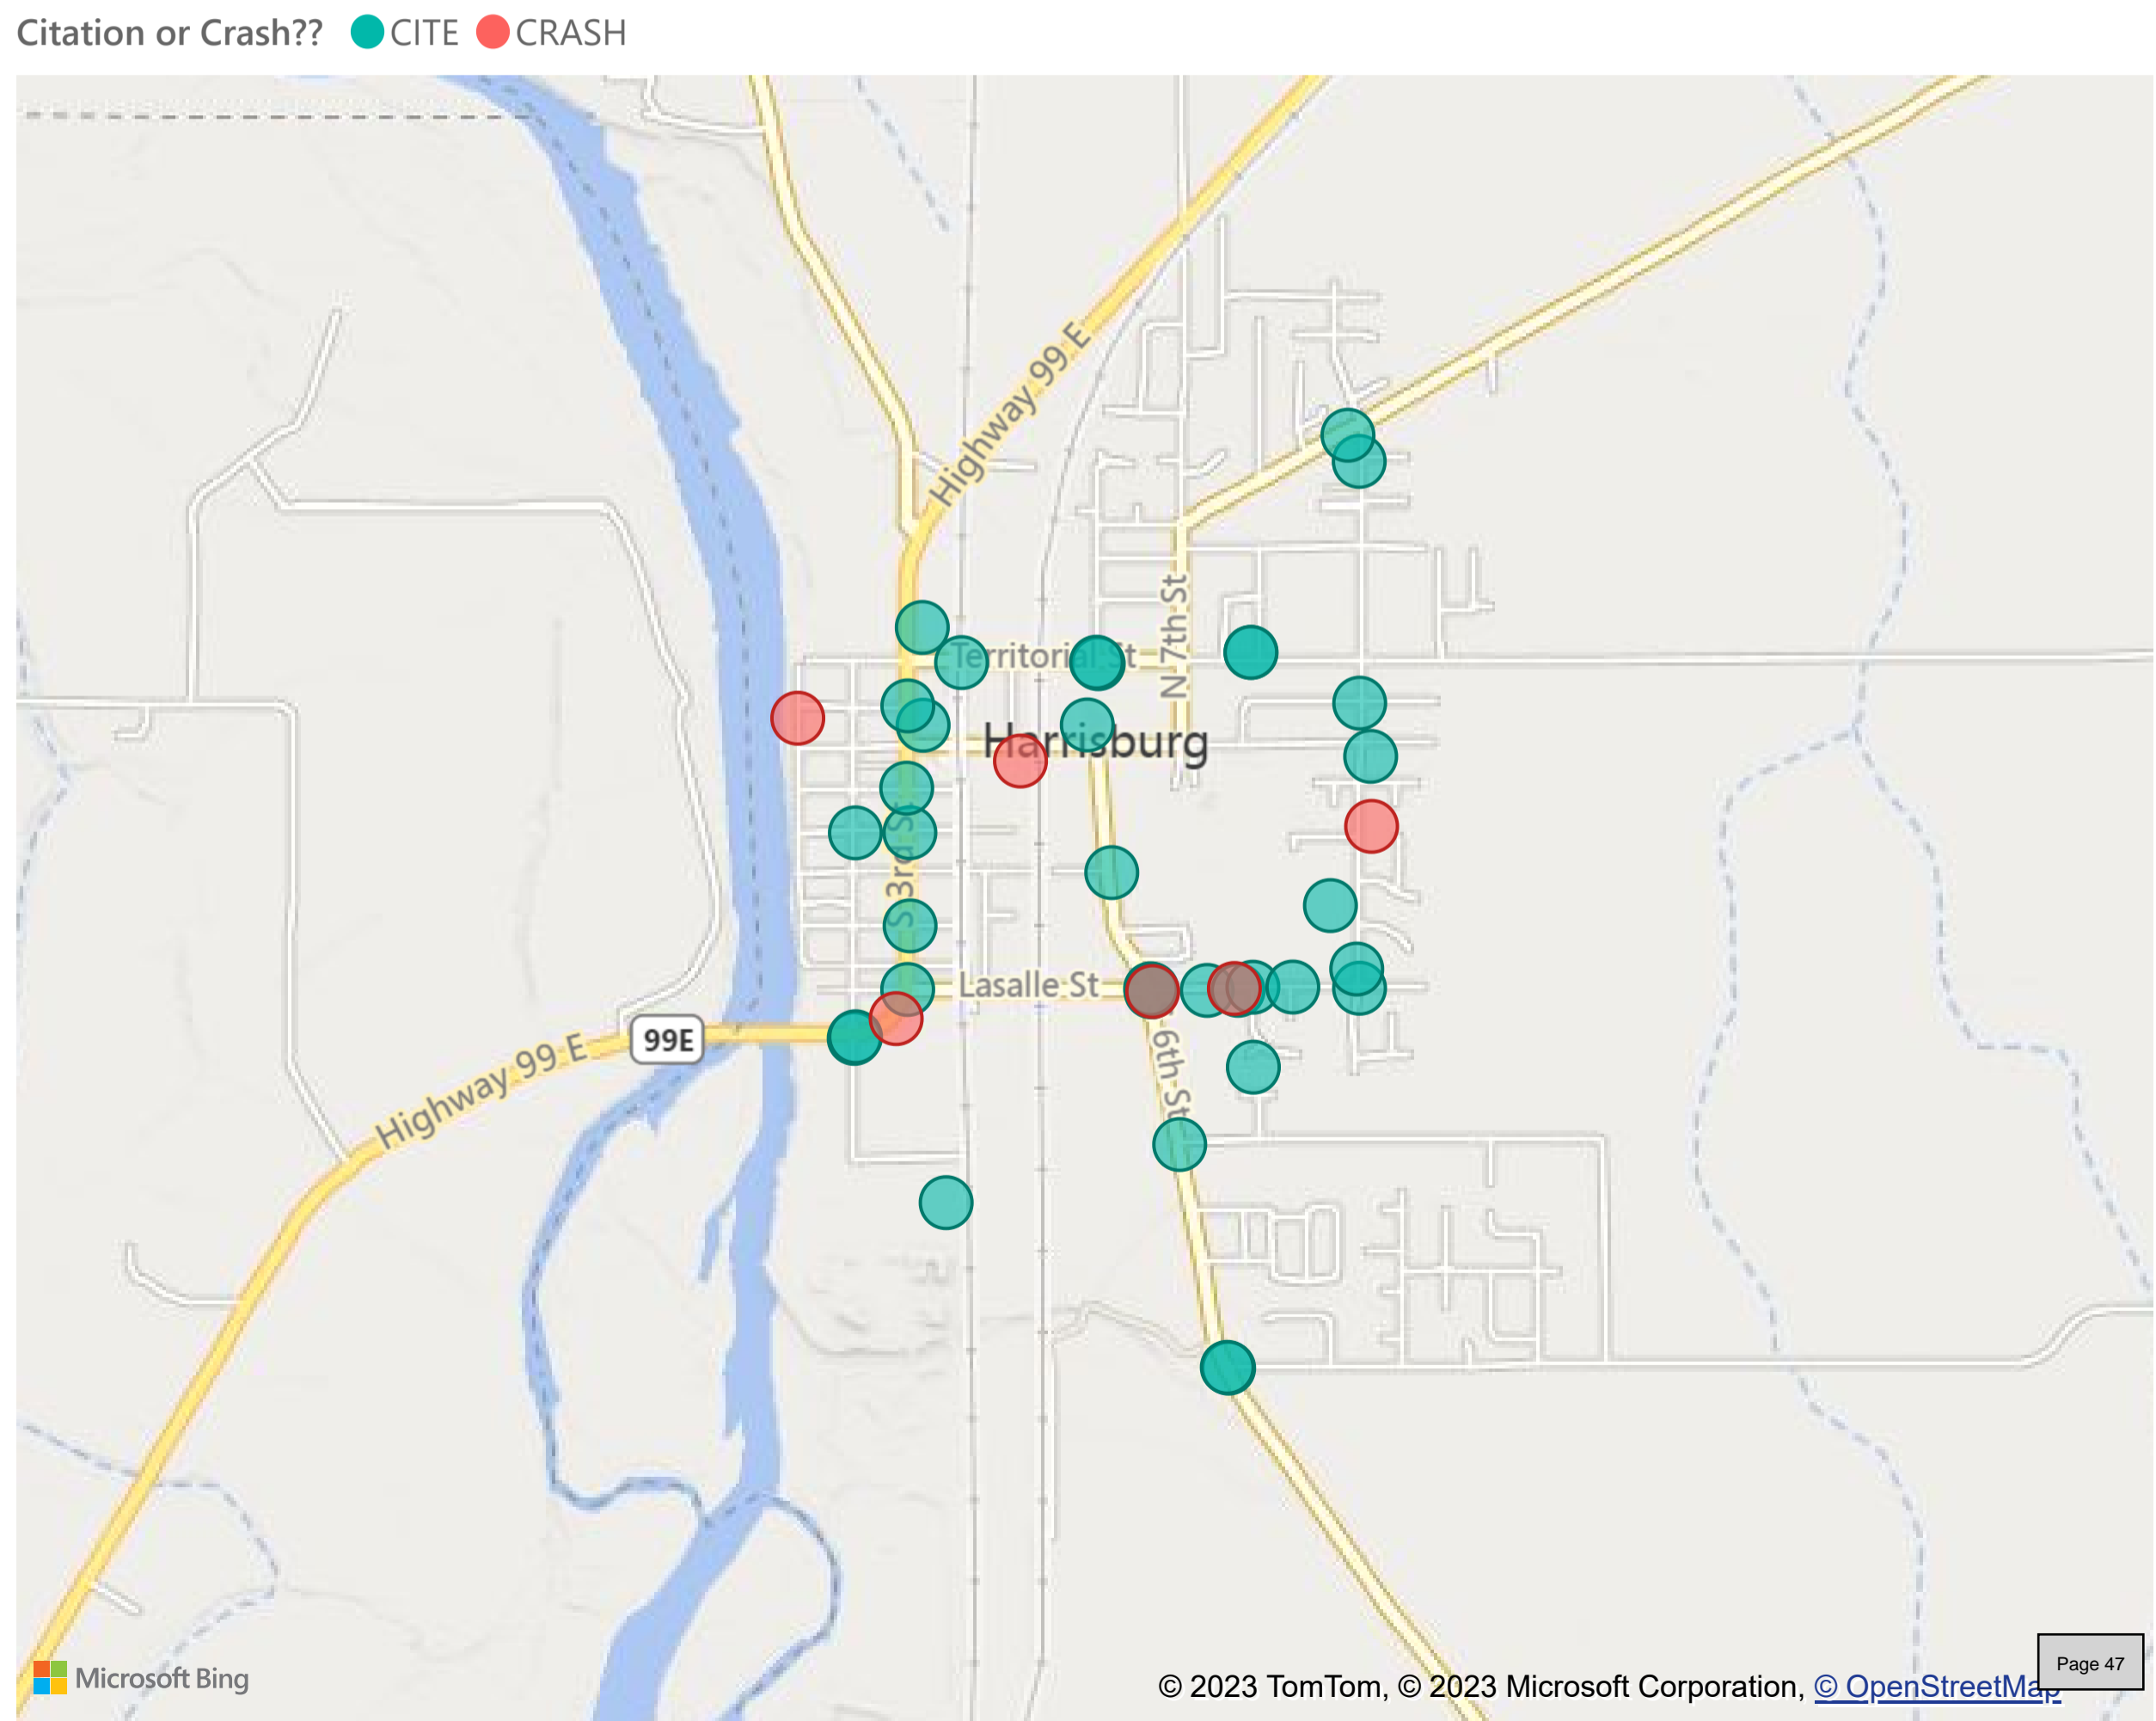 Citation or Crash?? CITE CRASH
Highway 99 E
N 7th St
Territorial St
Harrisburg
S 3rd St
Lasalle St
99E
Highway 99 E
6th St
Microsoft Bing
© 2023 TomTom, © 2023 Microsoft Corporation, © OpenStreetMap
Page 47